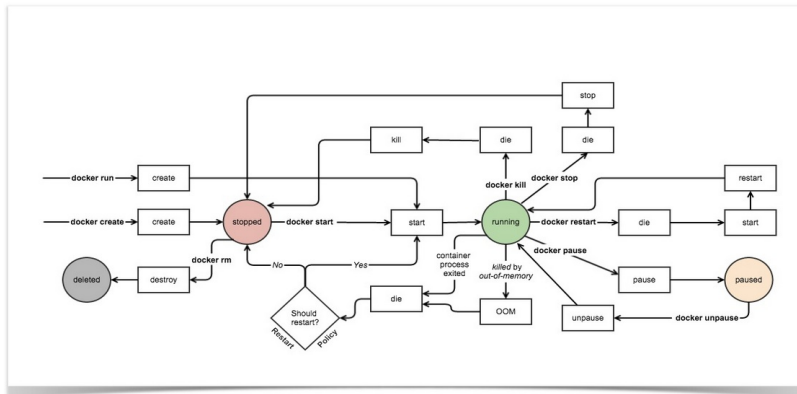 stop
kill
die
die
docker run
create
docker kill
docker stop
restart
docker create
create
stopped
docker start
start
running
docker restart
die
start
docker rm
No
Yes
container
process
exited
killed by
out-of-memory
docker pause
deleted
destroy
die
pause
paused
Should
restart?
Restart
Policy
OOM
unpause
docker unpause